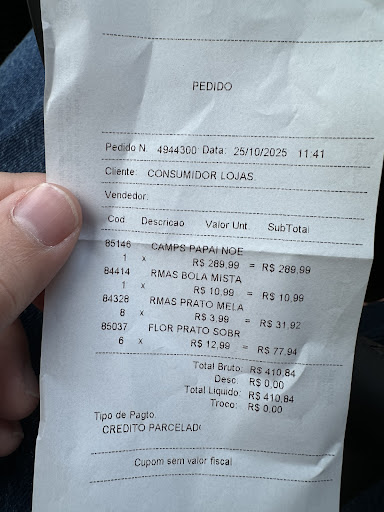 PEDIDO
Pedido N. 4944300 Data: 25/10/2025 11:41
Cliente: CONSUMIDOR LOJAS.
Vendedor:
Cod. Descricao Valor Unt. SubTotal
85146 CAMPS PAPAI NOE
1 x R$ 289,99 = R$ 289,99
84414 RMAS BOLA MISTA
1 x R$ 10,99 = R$ 10,99
84328 RMAS PRATO MELA
8 x R$ 3,99 = R$ 31,92
85037 FLOR PRATO SOBR
6 x R$ 12,99 = R$ 77,94
Total Bruto: R$ 410,84
Desc: R$ 0,00
Total Liquido: R$ 410,84
Troco: R$ 0,00
Tipo de Pagto.
CREDITO PARCELADO
Cupom sem valor fiscal